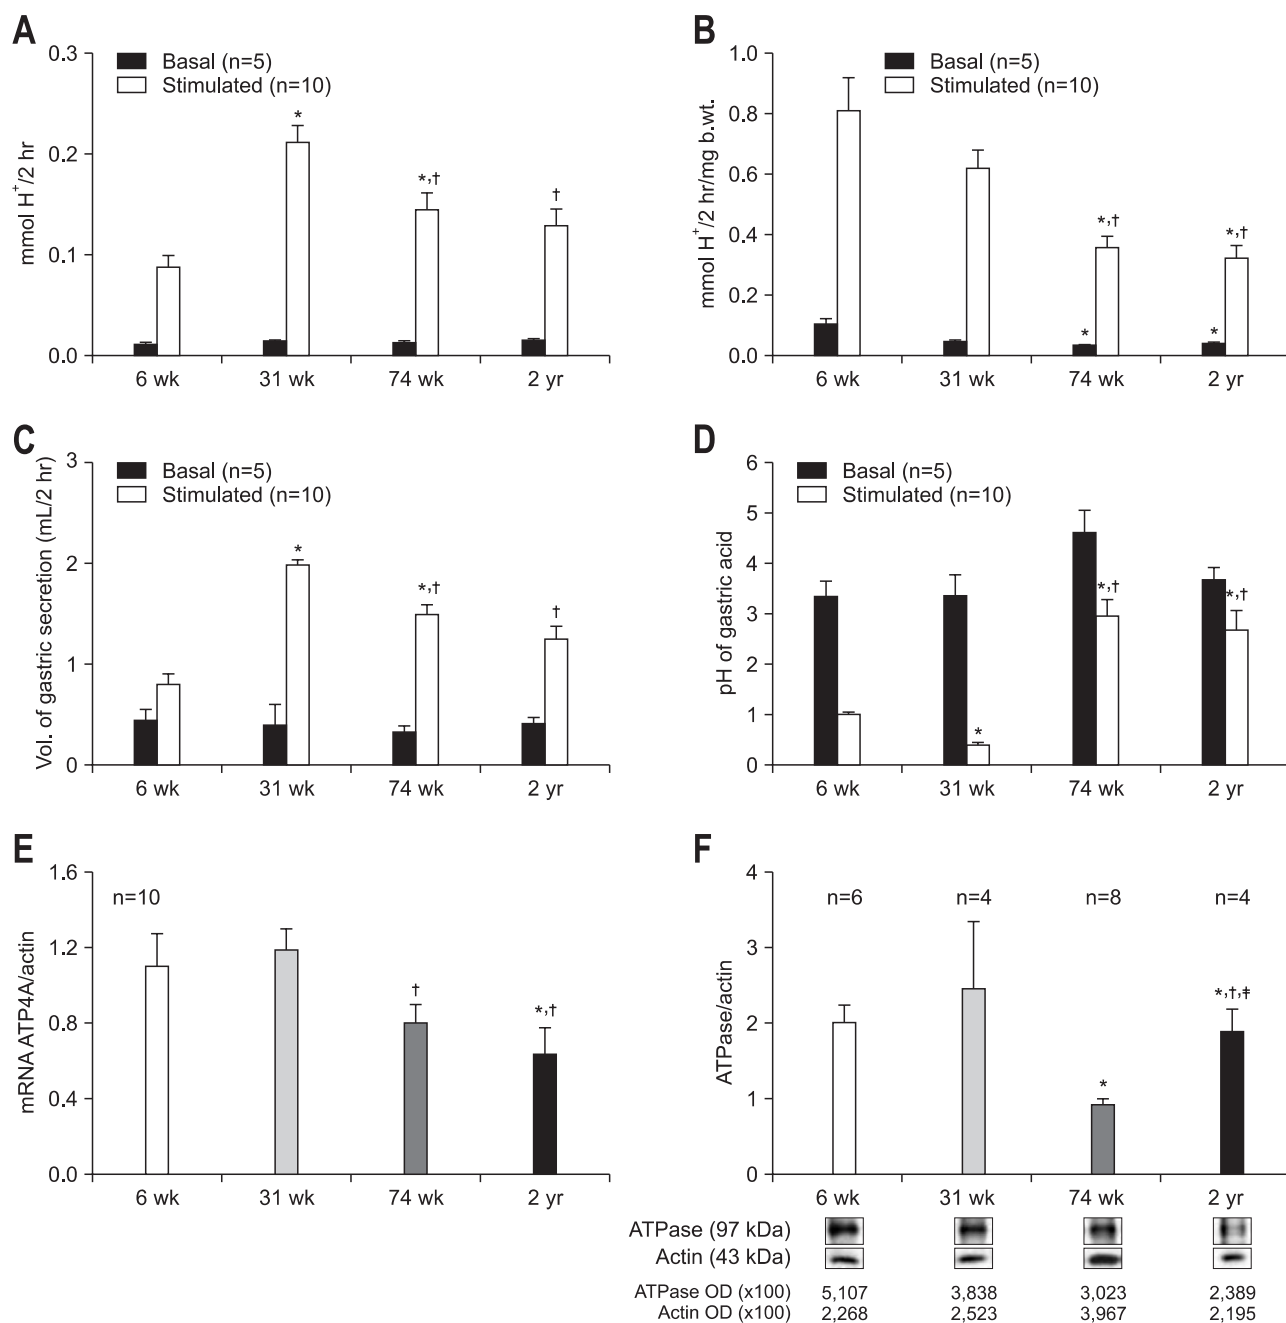 A
0.3
0.2
0.1
0.0
mmol H⁺/2 hr
Basal (n=5)
Stimulated (n=10)
*
*,†
†
6 wk
31 wk
74 wk
2 yr
B
1.0
0.8
0.6
0.4
0.2
0.0
mmol H⁺/2 hr/mg b.wt.
Basal (n=5)
Stimulated (n=10)
*
*,†
*
*,†
6 wk
31 wk
74 wk
2 yr
C
3
2
1
0
Vol. of gastric secretion (mL/2 hr)
Basal (n=5)
Stimulated (n=10)
*
*,†
†
6 wk
31 wk
74 wk
2 yr
D
6
5
4
3
2
1
0
pH of gastric acid
Basal (n=5)
Stimulated (n=10)
*
*,†
*,†
6 wk
31 wk
74 wk
2 yr
E
1.6
1.2
0.8
0.4
0.0
mRNA ATP4A/actin
n=10
†
*,†
6 wk
31 wk
74 wk
2 yr
F
4
3
2
1
0
ATPase/actin
n=6
n=4
n=8
n=4
*
*,†,‡
6 wk
31 wk
74 wk
2 yr
ATPase (97 kDa)
Actin (43 kDa)
ATPase OD (x100) 5,107 3,838 3,023 2,389
Actin OD (x100) 2,268 2,523 3,967 2,195